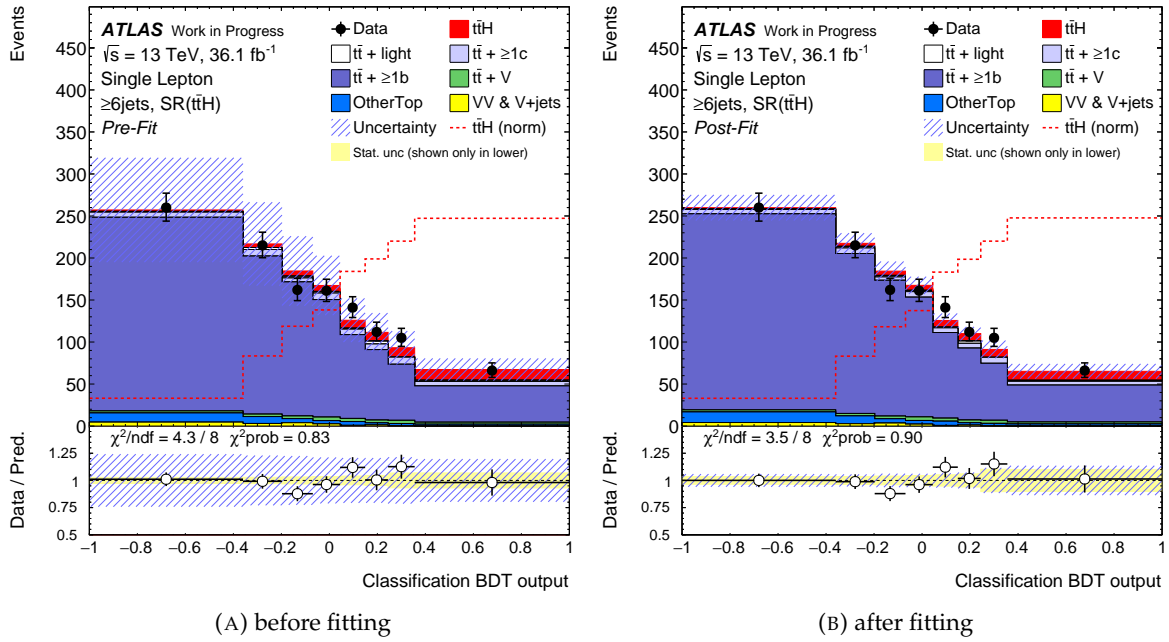 Events
ATLAS Work in Progress
√s = 13 TeV, 36.1 fb⁻¹
Single Lepton
≥6jets, SR(tt̄H)
Pre-Fit
Data
tt̄H
tt̄ + light
tt̄ + ≥1c
tt̄ + ≥1b
tt̄ + V
OtherTop
VV & V+jets
Uncertainty
tt̄H (norm)
Stat. unc (shown only in lower)
450
400
350
300
250
200
150
100
50
0
χ²/ndf = 4.3 / 8 χ²prob = 0.83
Data / Pred.
1.25
1
0.75
0.5
−1 −0.8 −0.6 −0.4 −0.2 0 0.2 0.4 0.6 0.8 1
Classification BDT output
(A) before fitting
Events
ATLAS Work in Progress
√s = 13 TeV, 36.1 fb⁻¹
Single Lepton
≥6jets, SR(tt̄H)
Post-Fit
Data
tt̄H
tt̄ + light
tt̄ + ≥1c
tt̄ + ≥1b
tt̄ + V
OtherTop
VV & V+jets
Uncertainty
tt̄H (norm)
Stat. unc (shown only in lower)
450
400
350
300
250
200
150
100
50
0
χ²/ndf = 3.5 / 8 χ²prob = 0.90
Data / Pred.
1.25
1
0.75
0.5
−1 −0.8 −0.6 −0.4 −0.2 0 0.2 0.4 0.6 0.8 1
Classification BDT output
(B) after fitting